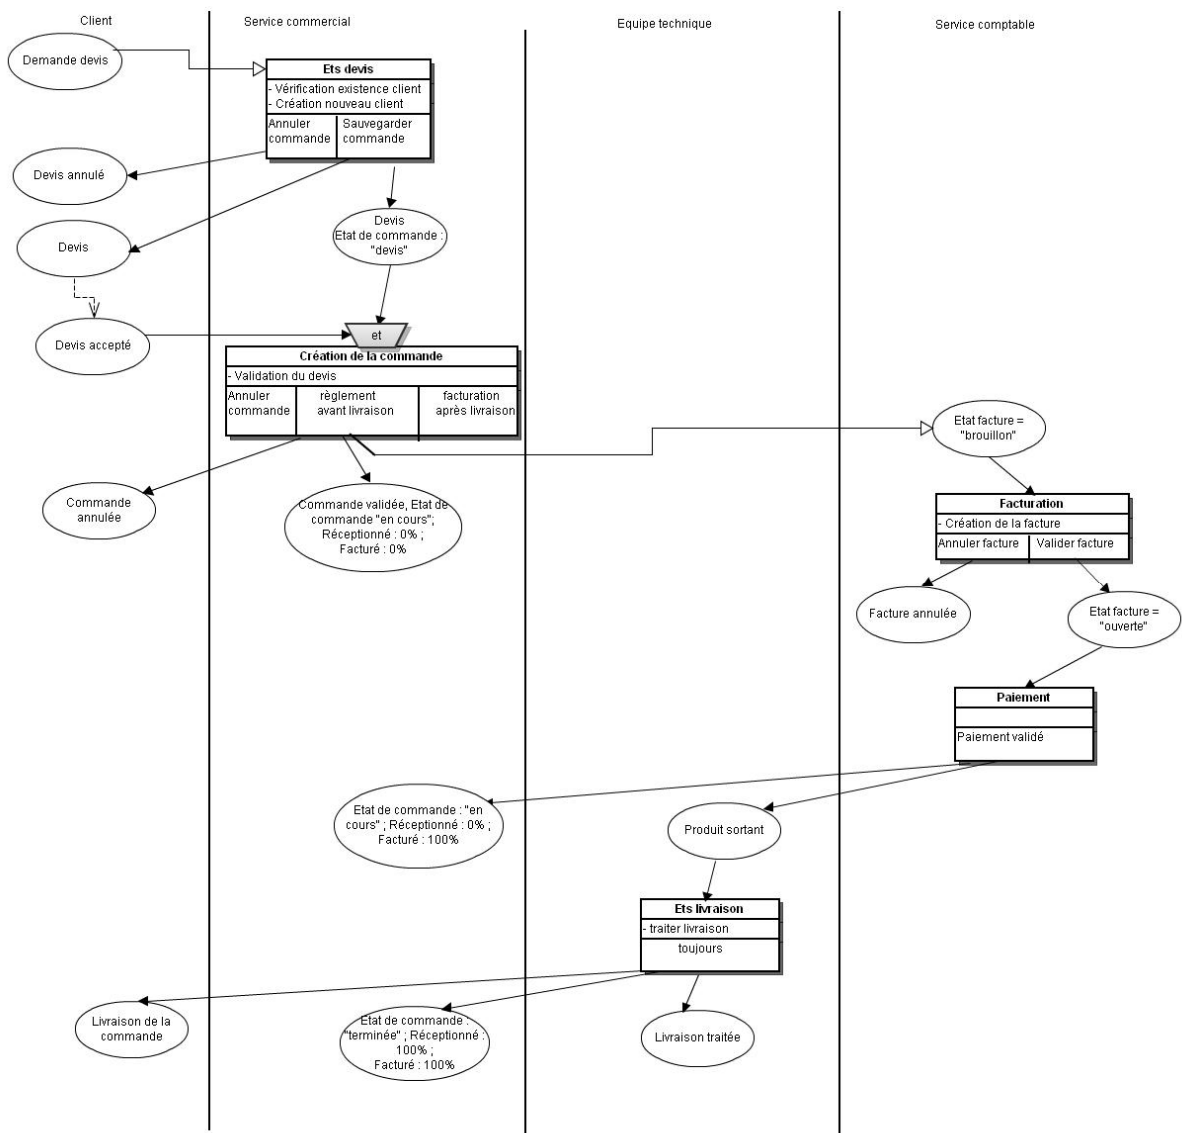 Client
Service commercial
Equipe technique
Service comptable
Demande devis
Ets devis
- Vérification existence client
- Création nouveau client
Annuler
commande
Sauvegarder
commande
Devis annulé
Devis
Etat de commande :
"devis"
Devis
Devis accepté
et
Création de la commande
- Validation du devis
Annuler
commande
règlement
avant livraison
facturation
après livraison
Etat facture =
"brouillon"
Commande
annulée
Commande validée, Etat de
commande "en cours";
Réceptionné : 0% ;
Facturé : 0%
Facturation
- Création de la facture
Annuler facture
Valider facture
Facture annulée
Etat facture =
"ouverte"
Paiement
Paiement validé
Etat de commande : "en
cours" ; Réceptionné : 0% ;
Facturé : 100%
Produit sortant
Ets livraison
- traiter livraison
toujours
Livraison de la
commande
Etat de commande :
"terminée" ; Réceptionné :
100% ;
Facturé : 100%
Livraison traitée